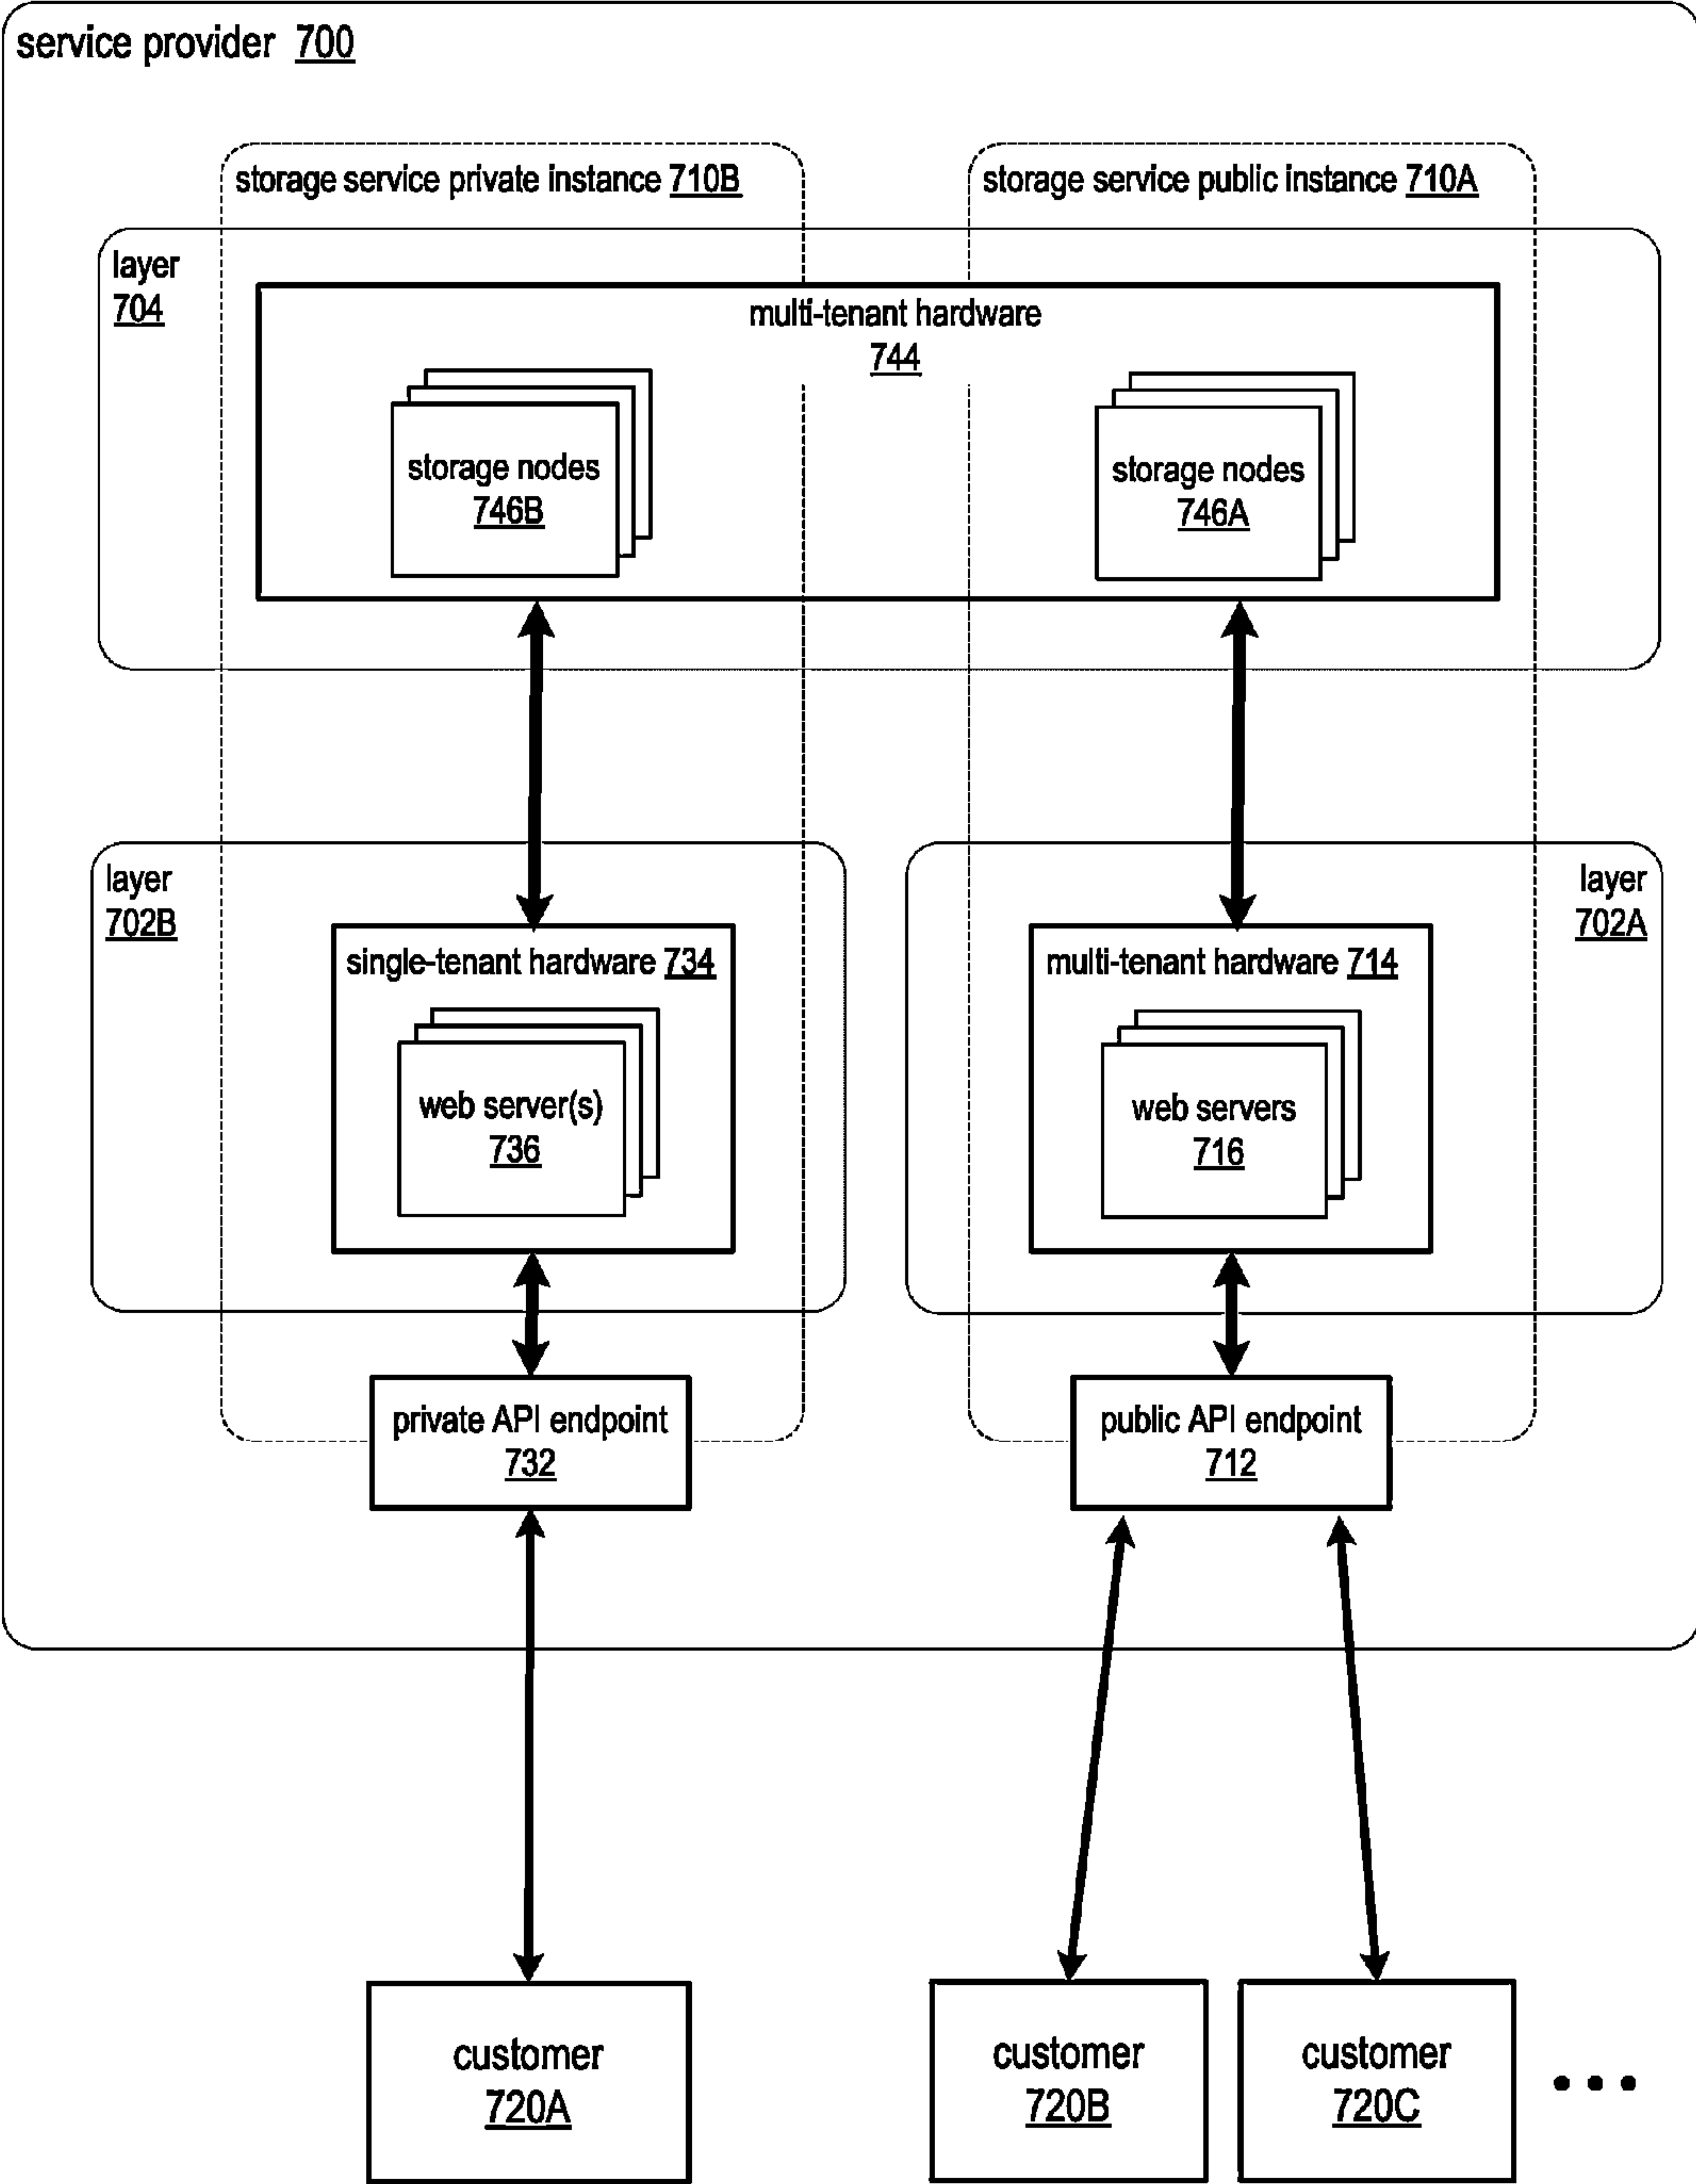 service provider 700
storage service private instance 710B
storage service public instance 710A
layer
704
multi-tenant hardware
744
storage nodes
746B
storage nodes
746A
layer
702B
layer
702A
single-tenant hardware 734
multi-tenant hardware 714
web server(s)
736
web servers
716
private API endpoint
732
public API endpoint
712
customer
720A
customer
720B
customer
720C